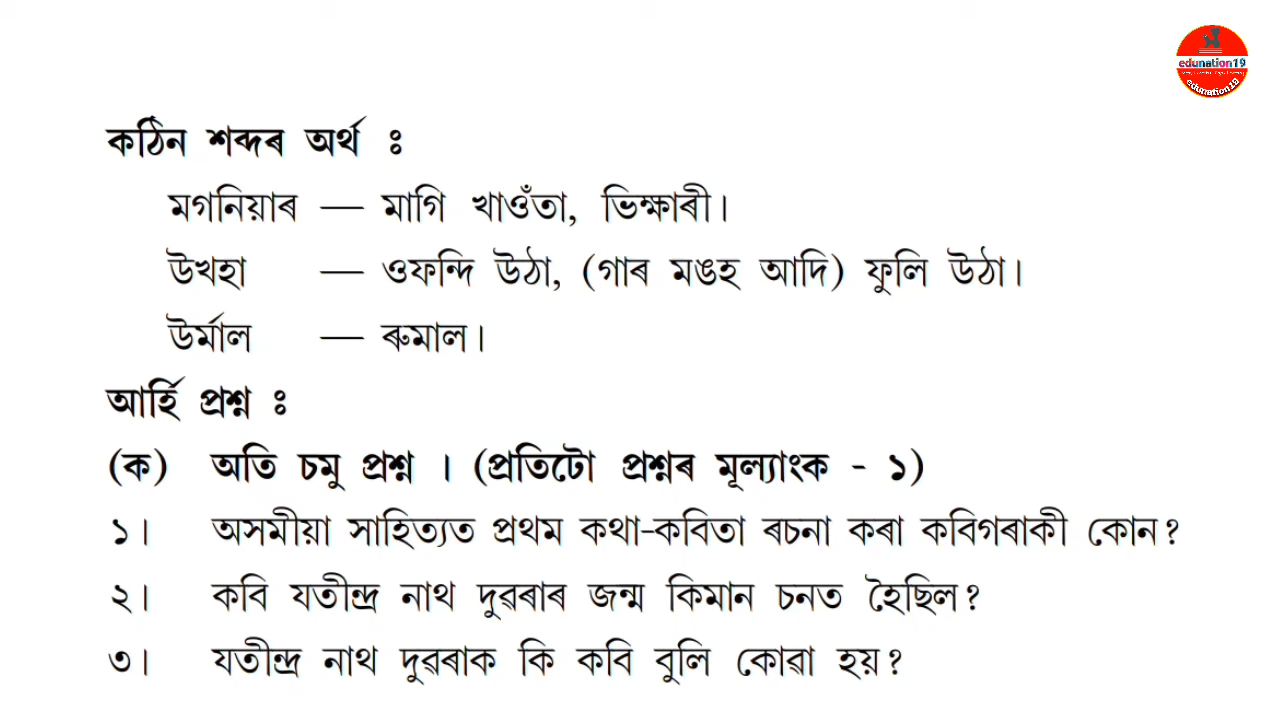 edunation19
edunation19
কঠিন শব্দৰ অৰ্থ ঃ
মগনিয়াৰ — মাগি খাওঁতা, ভিক্ষাৰী।
উখহা — ওফন্দি উঠা, (গাৰ মঙহ আদি) ফুলি উঠা।
উৰ্মাল — ৰুমাল।
আৰ্হি প্ৰশ্ন ঃ
(ক) অতি চমু প্ৰশ্ন । (প্ৰতিটো প্ৰশ্নৰ মূল্যাংক - ১)
১। অসমীয়া সাহিত্যত প্ৰথম কথা-কবিতা ৰচনা কৰা কবিগৰাকী কোন?
২। কবি যতীন্দ্ৰ নাথ দুৱৰাৰ জন্ম কিমান চনত হৈছিল?
৩। যতীন্দ্ৰ নাথ দুৱৰাক কি কবি বুলি কোৱা হয়?